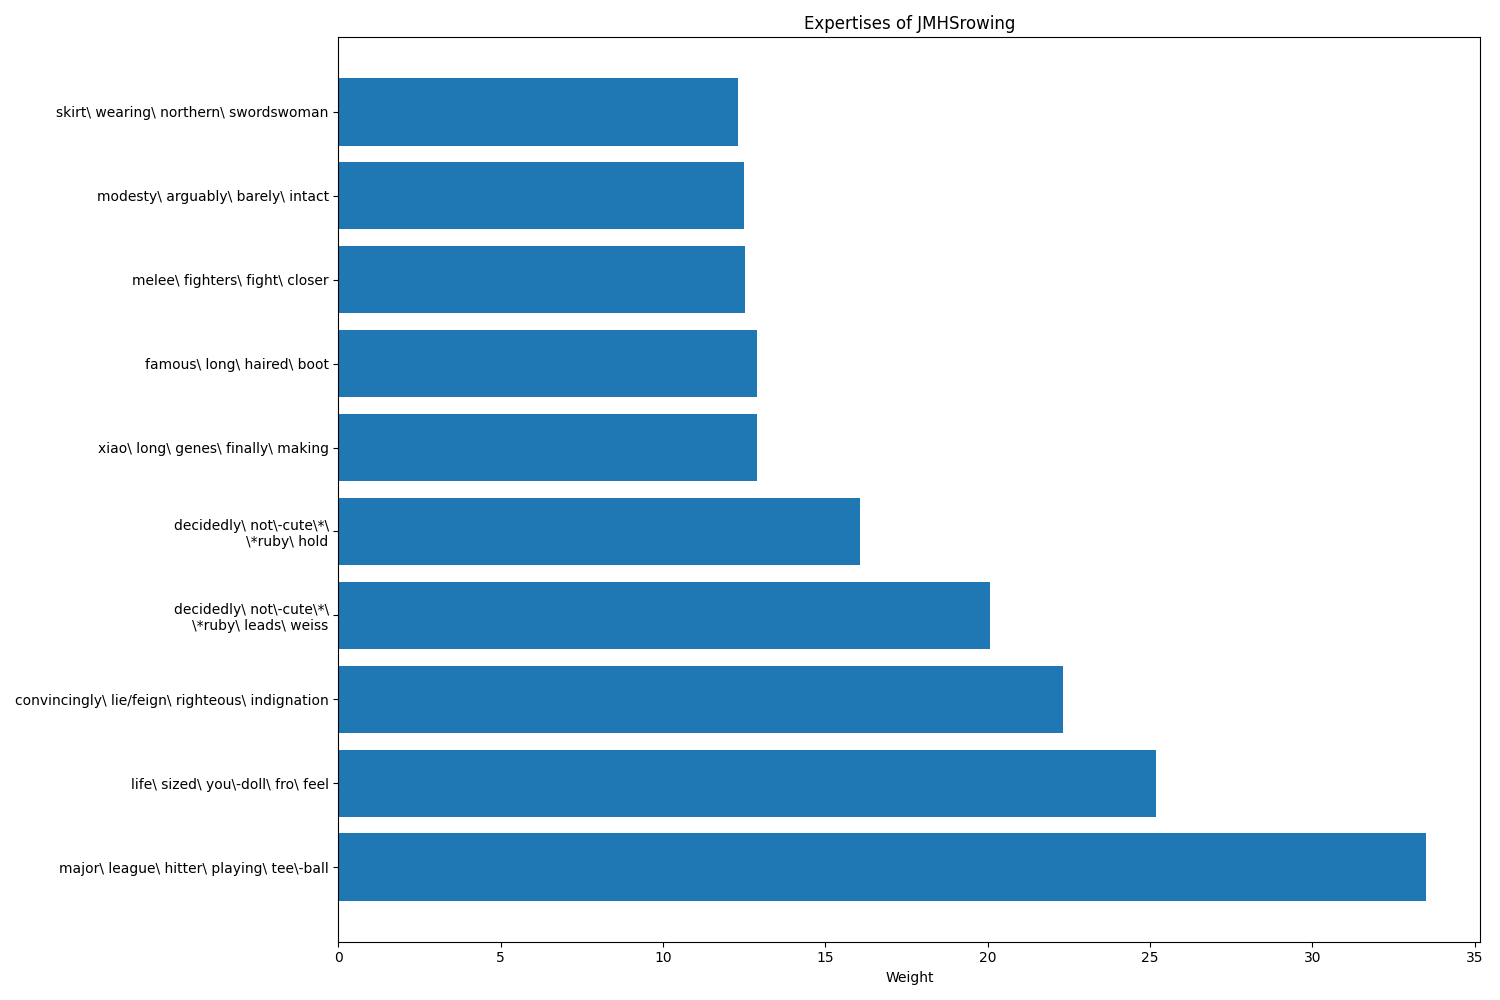 Expertises of JMHSrowing
skirt\ wearing\ northern\ swordswoman
modesty\ arguably\ barely\ intact
melee\ fighters\ fight\ closer
famous\ long\ haired\ boot
xiao\ long\ genes\ finally\ making
decidedly\ not\-cute\*\
\*ruby\ hold
decidedly\ not\-cute\*\
\*ruby\ leads\ weiss
convincingly\ lie/feign\ righteous\ indignation
life\ sized\ you\-doll\ fro\ feel
major\ league\ hitter\ playing\ tee\-ball
0 5 10 15 20 25 30 35
Weight